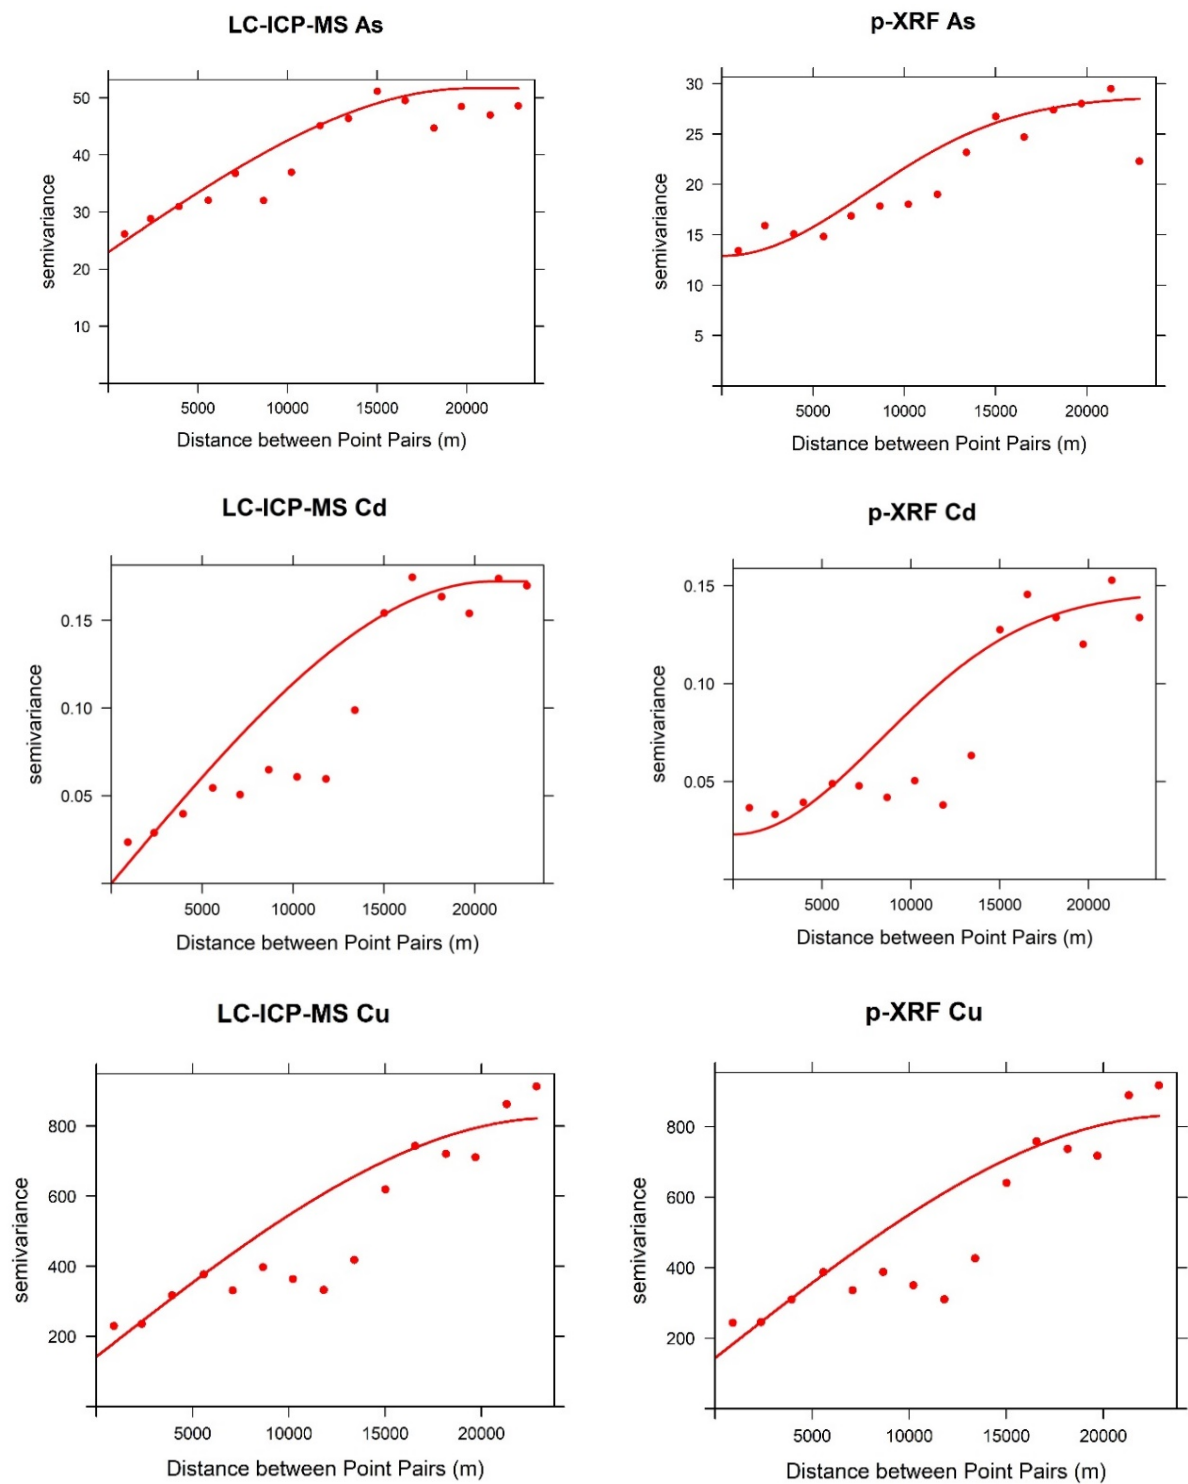 LC-ICP-MS As
50
40
30
20
10
semivariance
5000 10000 15000 20000
Distance between Point Pairs (m)
p-XRF As
30
25
20
15
10
5
semivariance
5000 10000 15000 20000
Distance between Point Pairs (m)
LC-ICP-MS Cd
0.15
0.10
0.05
semivariance
5000 10000 15000 20000
Distance between Point Pairs (m)
p-XRF Cd
0.15
0.10
0.05
semivariance
5000 10000 15000 20000
Distance between Point Pairs (m)
LC-ICP-MS Cu
800
600
400
200
semivariance
5000 10000 15000 20000
Distance between Point Pairs (m)
p-XRF Cu
800
600
400
200
semivariance
5000 10000 15000 20000
Distance between Point Pairs (m)